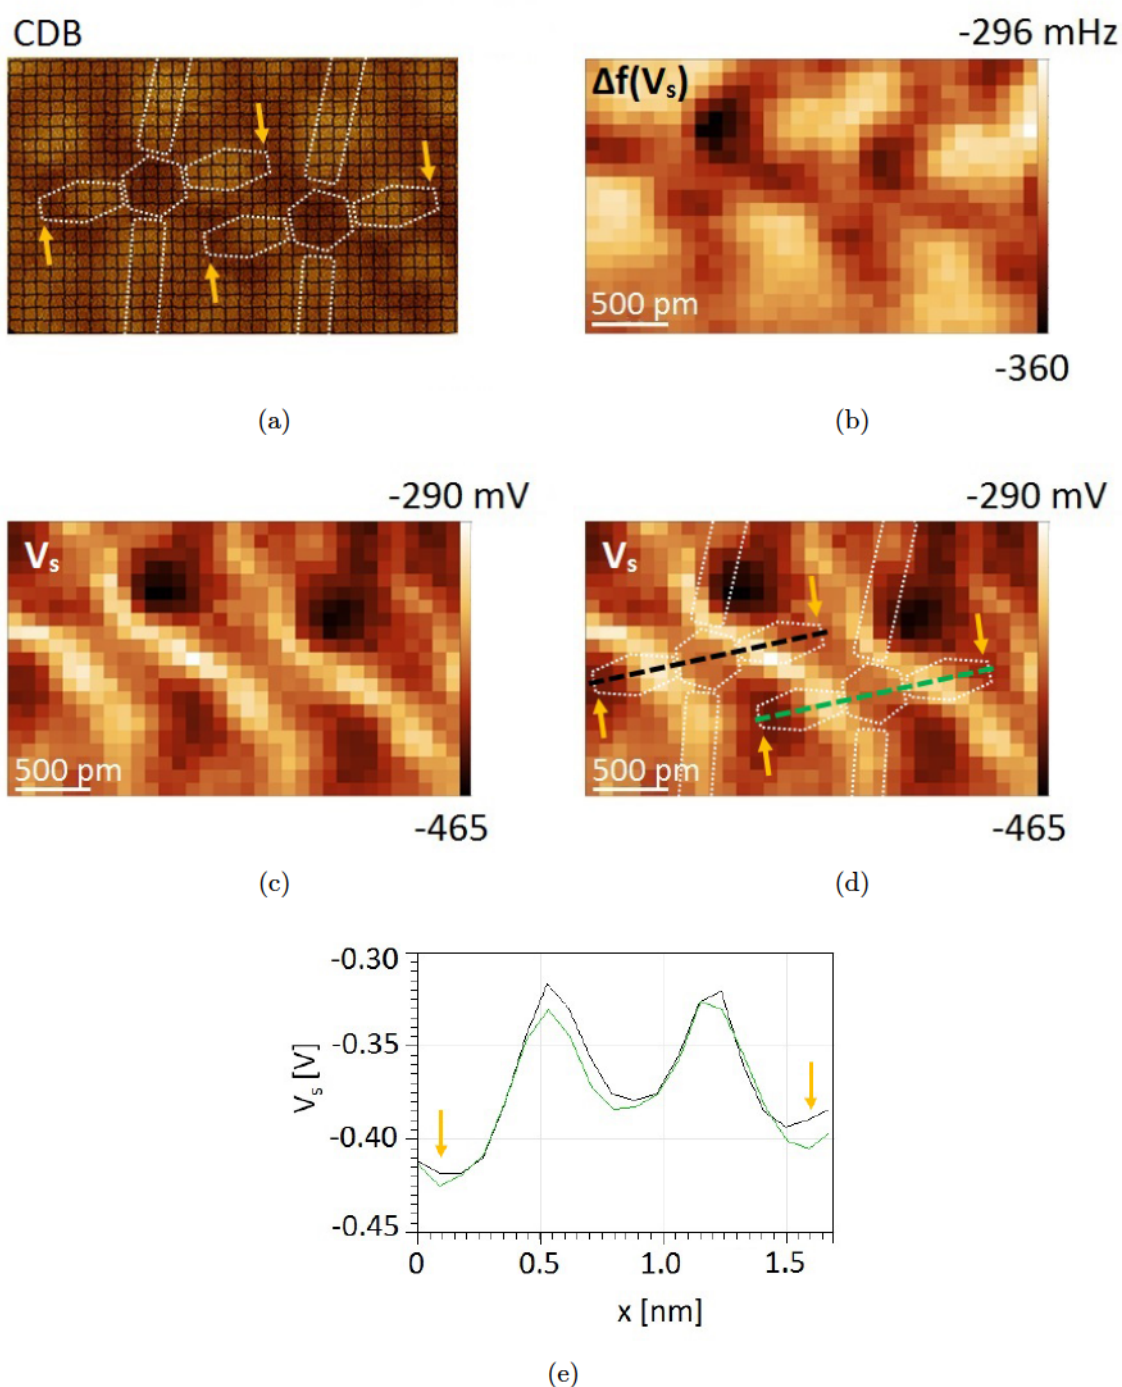 CDB
-296 mHz
Δf(Vₛ)
500 pm
-360
(a)
(b)
-290 mV
-290 mV
Vₛ
Vₛ
500 pm
500 pm
-465
-465
(c)
(d)
-0.30
-0.35
-0.40
-0.45
Vₛ [V]
0
0.5
1.0
1.5
x [nm]
(e)